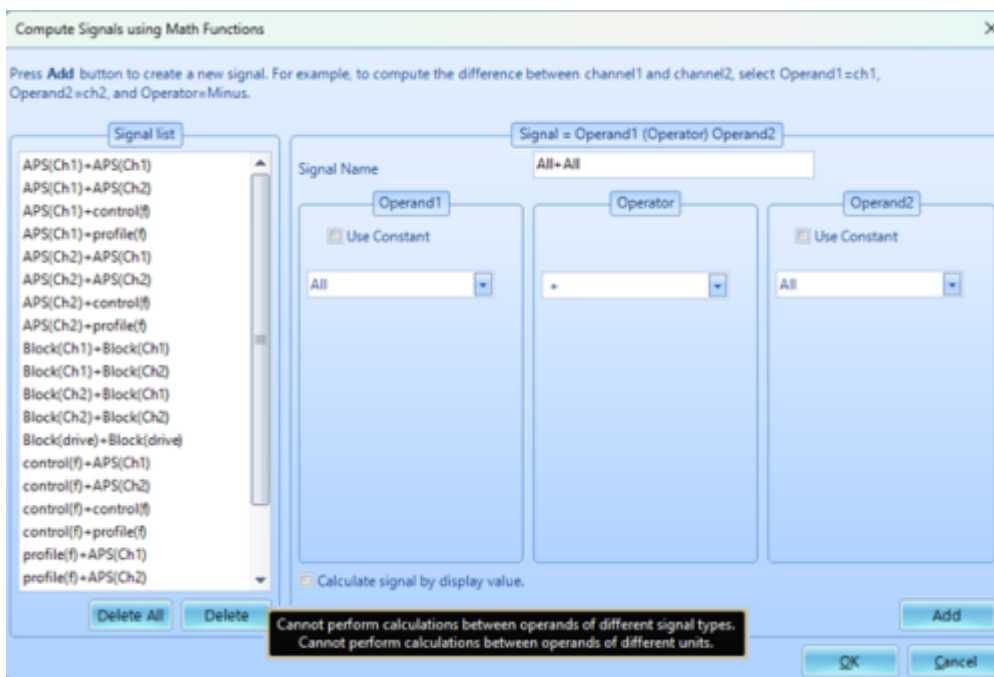 Compute Signals using Math Functions
Press Add button to create a new signal. For example, to compute the difference between channel1 and channel2, select Operand1=ch1,
Operand2=ch2, and Operator=Minus.
Signal list
APS(Ch1)+APS(Ch1)
APS(Ch1)+APS(Ch2)
APS(Ch1)+control(f)
APS(Ch1)+profile(f)
APS(Ch2)+APS(Ch1)
APS(Ch2)+APS(Ch2)
APS(Ch2)+control(f)
APS(Ch2)+profile(f)
Block(Ch1)+Block(Ch1)
Block(Ch1)+Block(Ch2)
Block(Ch2)+Block(Ch1)
Block(Ch2)+Block(Ch2)
Block(drive)+Block(drive)
control(f)+APS(Ch1)
control(f)+APS(Ch2)
control(f)+control(f)
control(f)+profile(f)
profile(f)+APS(Ch1)
profile(f)+APS(Ch2)
Delete All
Delete
Signal = Operand1 (Operator) Operand2
Signal Name
All+All
Operand1
Use Constant
All
Operator
+
Operand2
Use Constant
All
Calculate signal by display value.
Cannot perform calculations between operands of different signal types.
Cannot perform calculations between operands of different units.
Add
OK
Cancel